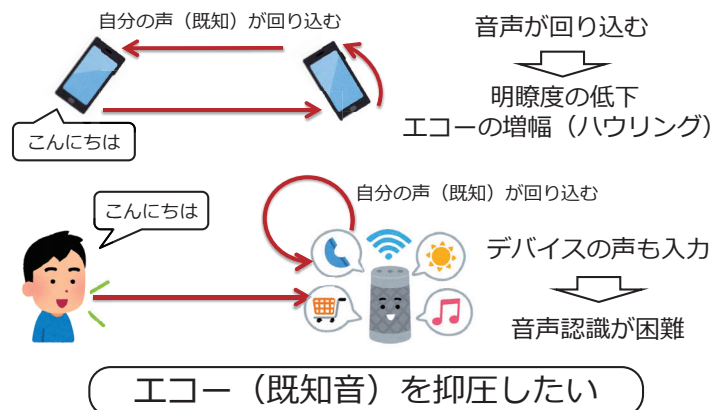 自分の声（既知）が回り込む
音声が回り込む
明瞭度の低下
エコーの増幅（ハウリング）
こんにちは
こんにちは
自分の声（既知）が回り込む
デバイスの声も入力
音声認識が困難
エコー（既知音）を抑圧したい